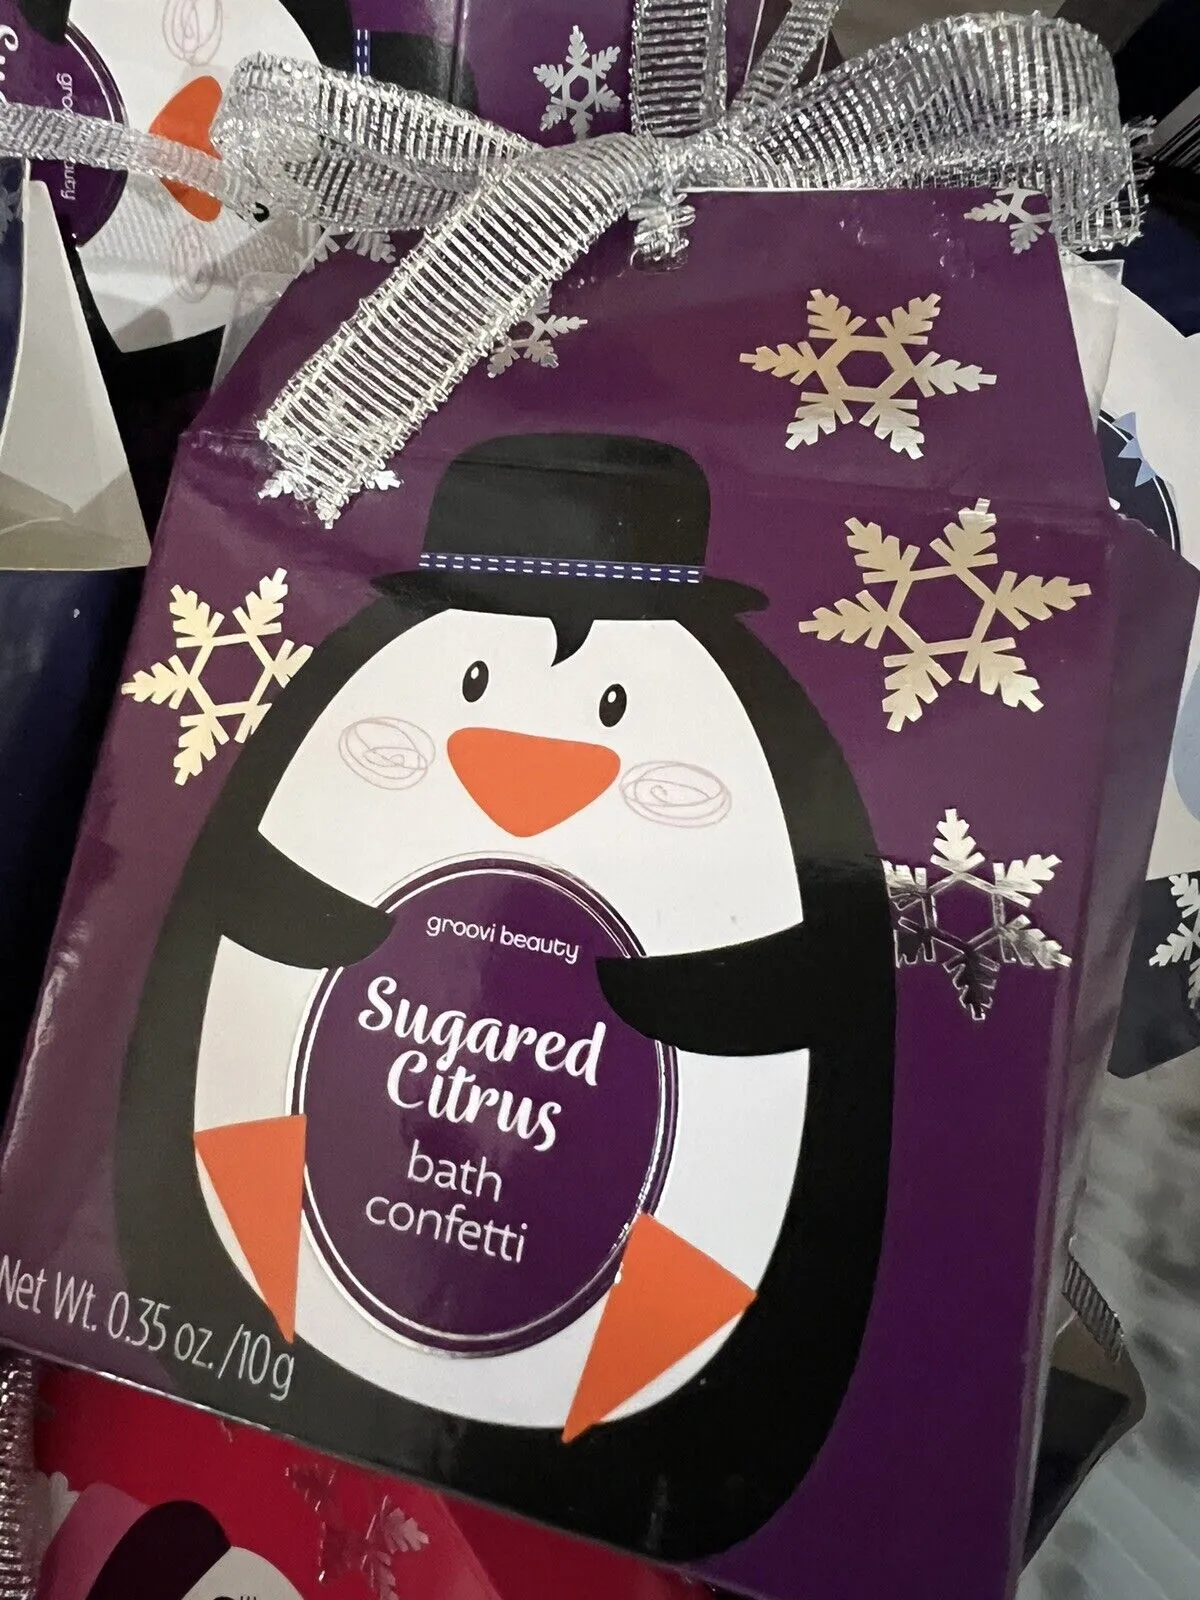 groovi beauty
Sugared
Citrus
bath
confetti
Net Wt. 0.35 oz. /10g